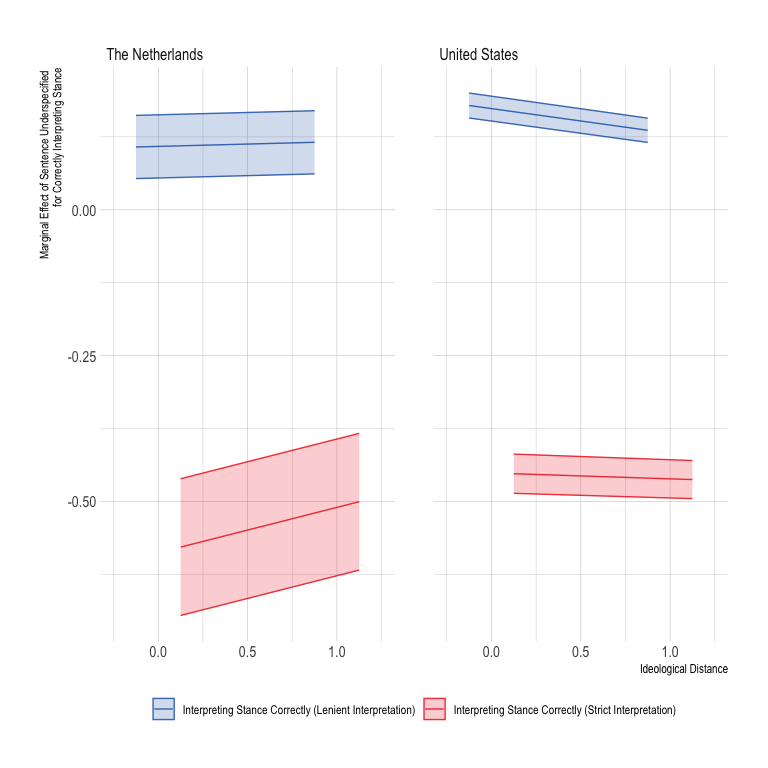 The Netherlands
United States
Marginal Effect of Sentence Underspecified
for Correctly Interpreting Stance
0.00
-0.25
-0.50
0.0 0.5 1.0
0.0 0.5 1.0
Ideological Distance
Interpreting Stance Correctly (Lenient Interpretation) Interpreting Stance Correctly (Strict Interpretation)